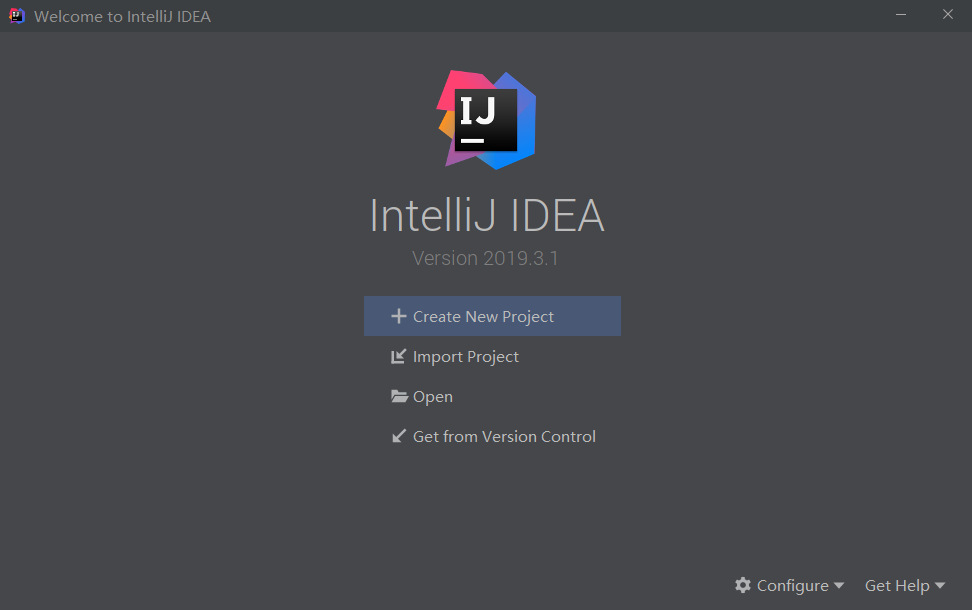 Welcome to IntelliJ IDEA
IJ
IntelliJ IDEA
Version 2019.3.1
Create New Project
Import Project
Open
Get from Version Control
Configure
Get Help